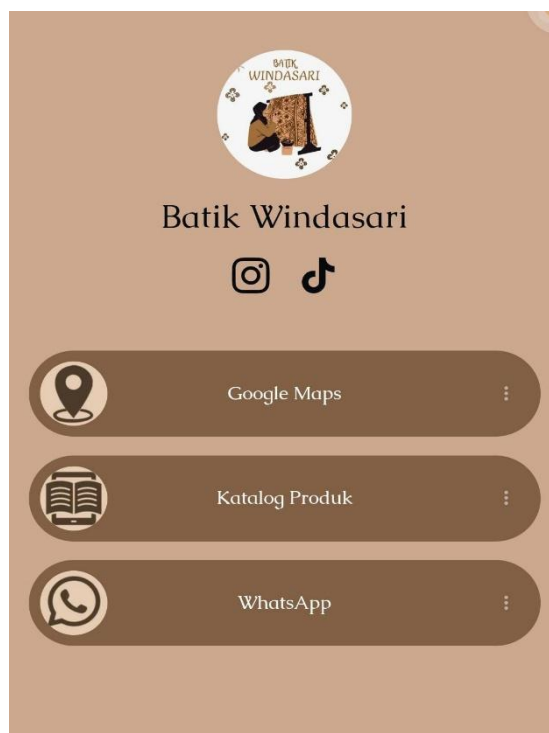 BATIK
WINDASARI
Batik Windasari
Google Maps
Katalog Produk
WhatsApp